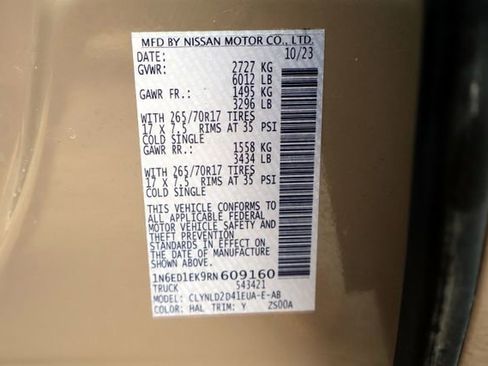 MFD BY NISSAN MOTOR CO., LTD.
DATE: 10/23
GVWR: 2727 KG
6012 LB
GAWR FR.: 1495 KG
3296 LB
WITH 265/70R17 TIRES
17 X 7.5 RIMS AT 35 PSI
COLD SINGLE
GAWR RR.: 1558 KG
3434 LB
WITH 265/70R17 TIRES
17 X 7.5 RIMS AT 35 PSI
COLD SINGLE
THIS VEHICLE CONFORMS TO
ALL APPLICABLE FEDERAL
MOTOR VEHICLE SAFETY AND
THEFT PREVENTION
STANDARDS IN EFFECT ON
THE DATE OF MANUFACTURE
SHOWN ABOVE.
1N6ED1EK9RN609160
TRUCK 543421
MODEL: CLYNLD2D41EUA-E-AB
COLOR: HAL TRIM: Y ZS00A